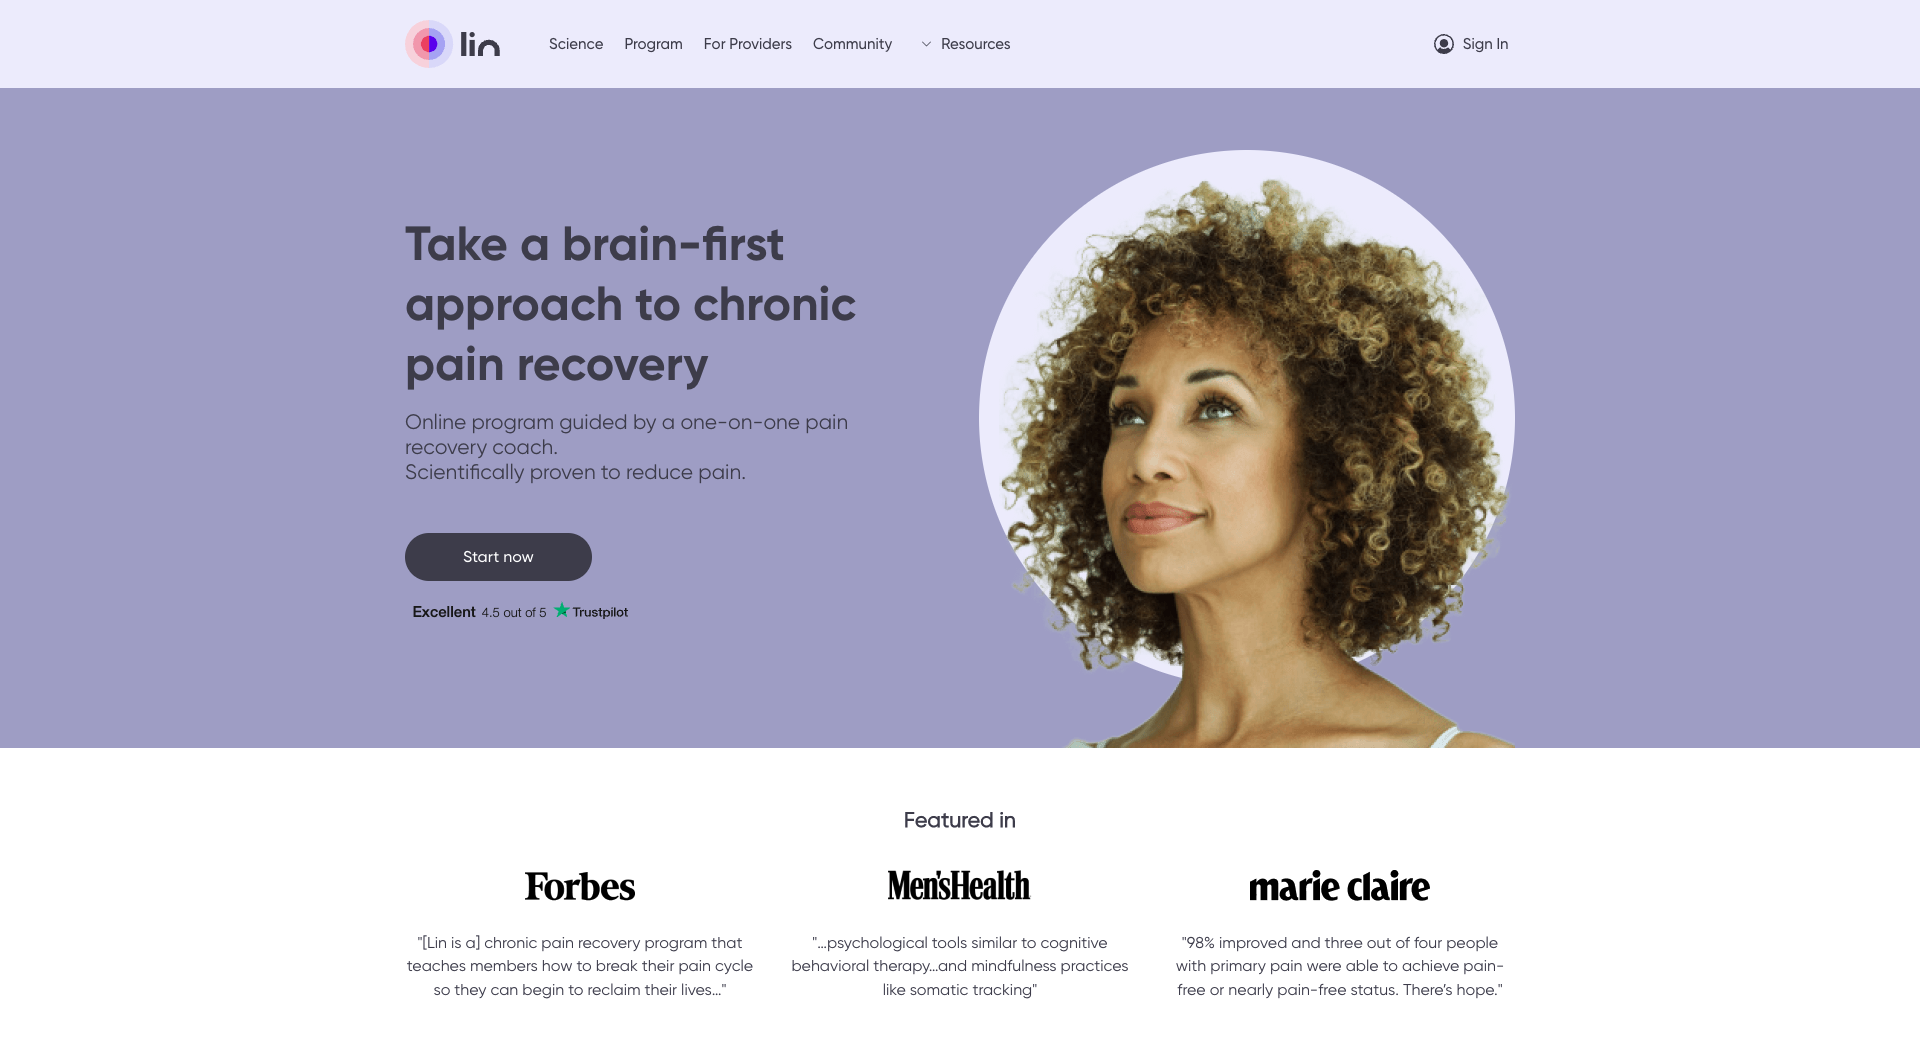 lin
Science Program For Providers Community Resources Sign In
Take a brain-first
approach to chronic
pain recovery
Online program guided by a one-on-one pain
recovery coach.
Scientifically proven to reduce pain.
Start now
Excellent 4.5 out of 5 Trustpilot
Featured in
Forbes
"[Lin is a] chronic pain recovery program that
teaches members how to break their pain cycle
so they can begin to reclaim their lives..."
Men'sHealth
"...psychological tools similar to cognitive
behavioral therapy...and mindfulness practices
like somatic tracking"
marie claire
"98% improved and three out of four people
with primary pain were able to achieve pain-
free or nearly pain-free status. There’s hope."